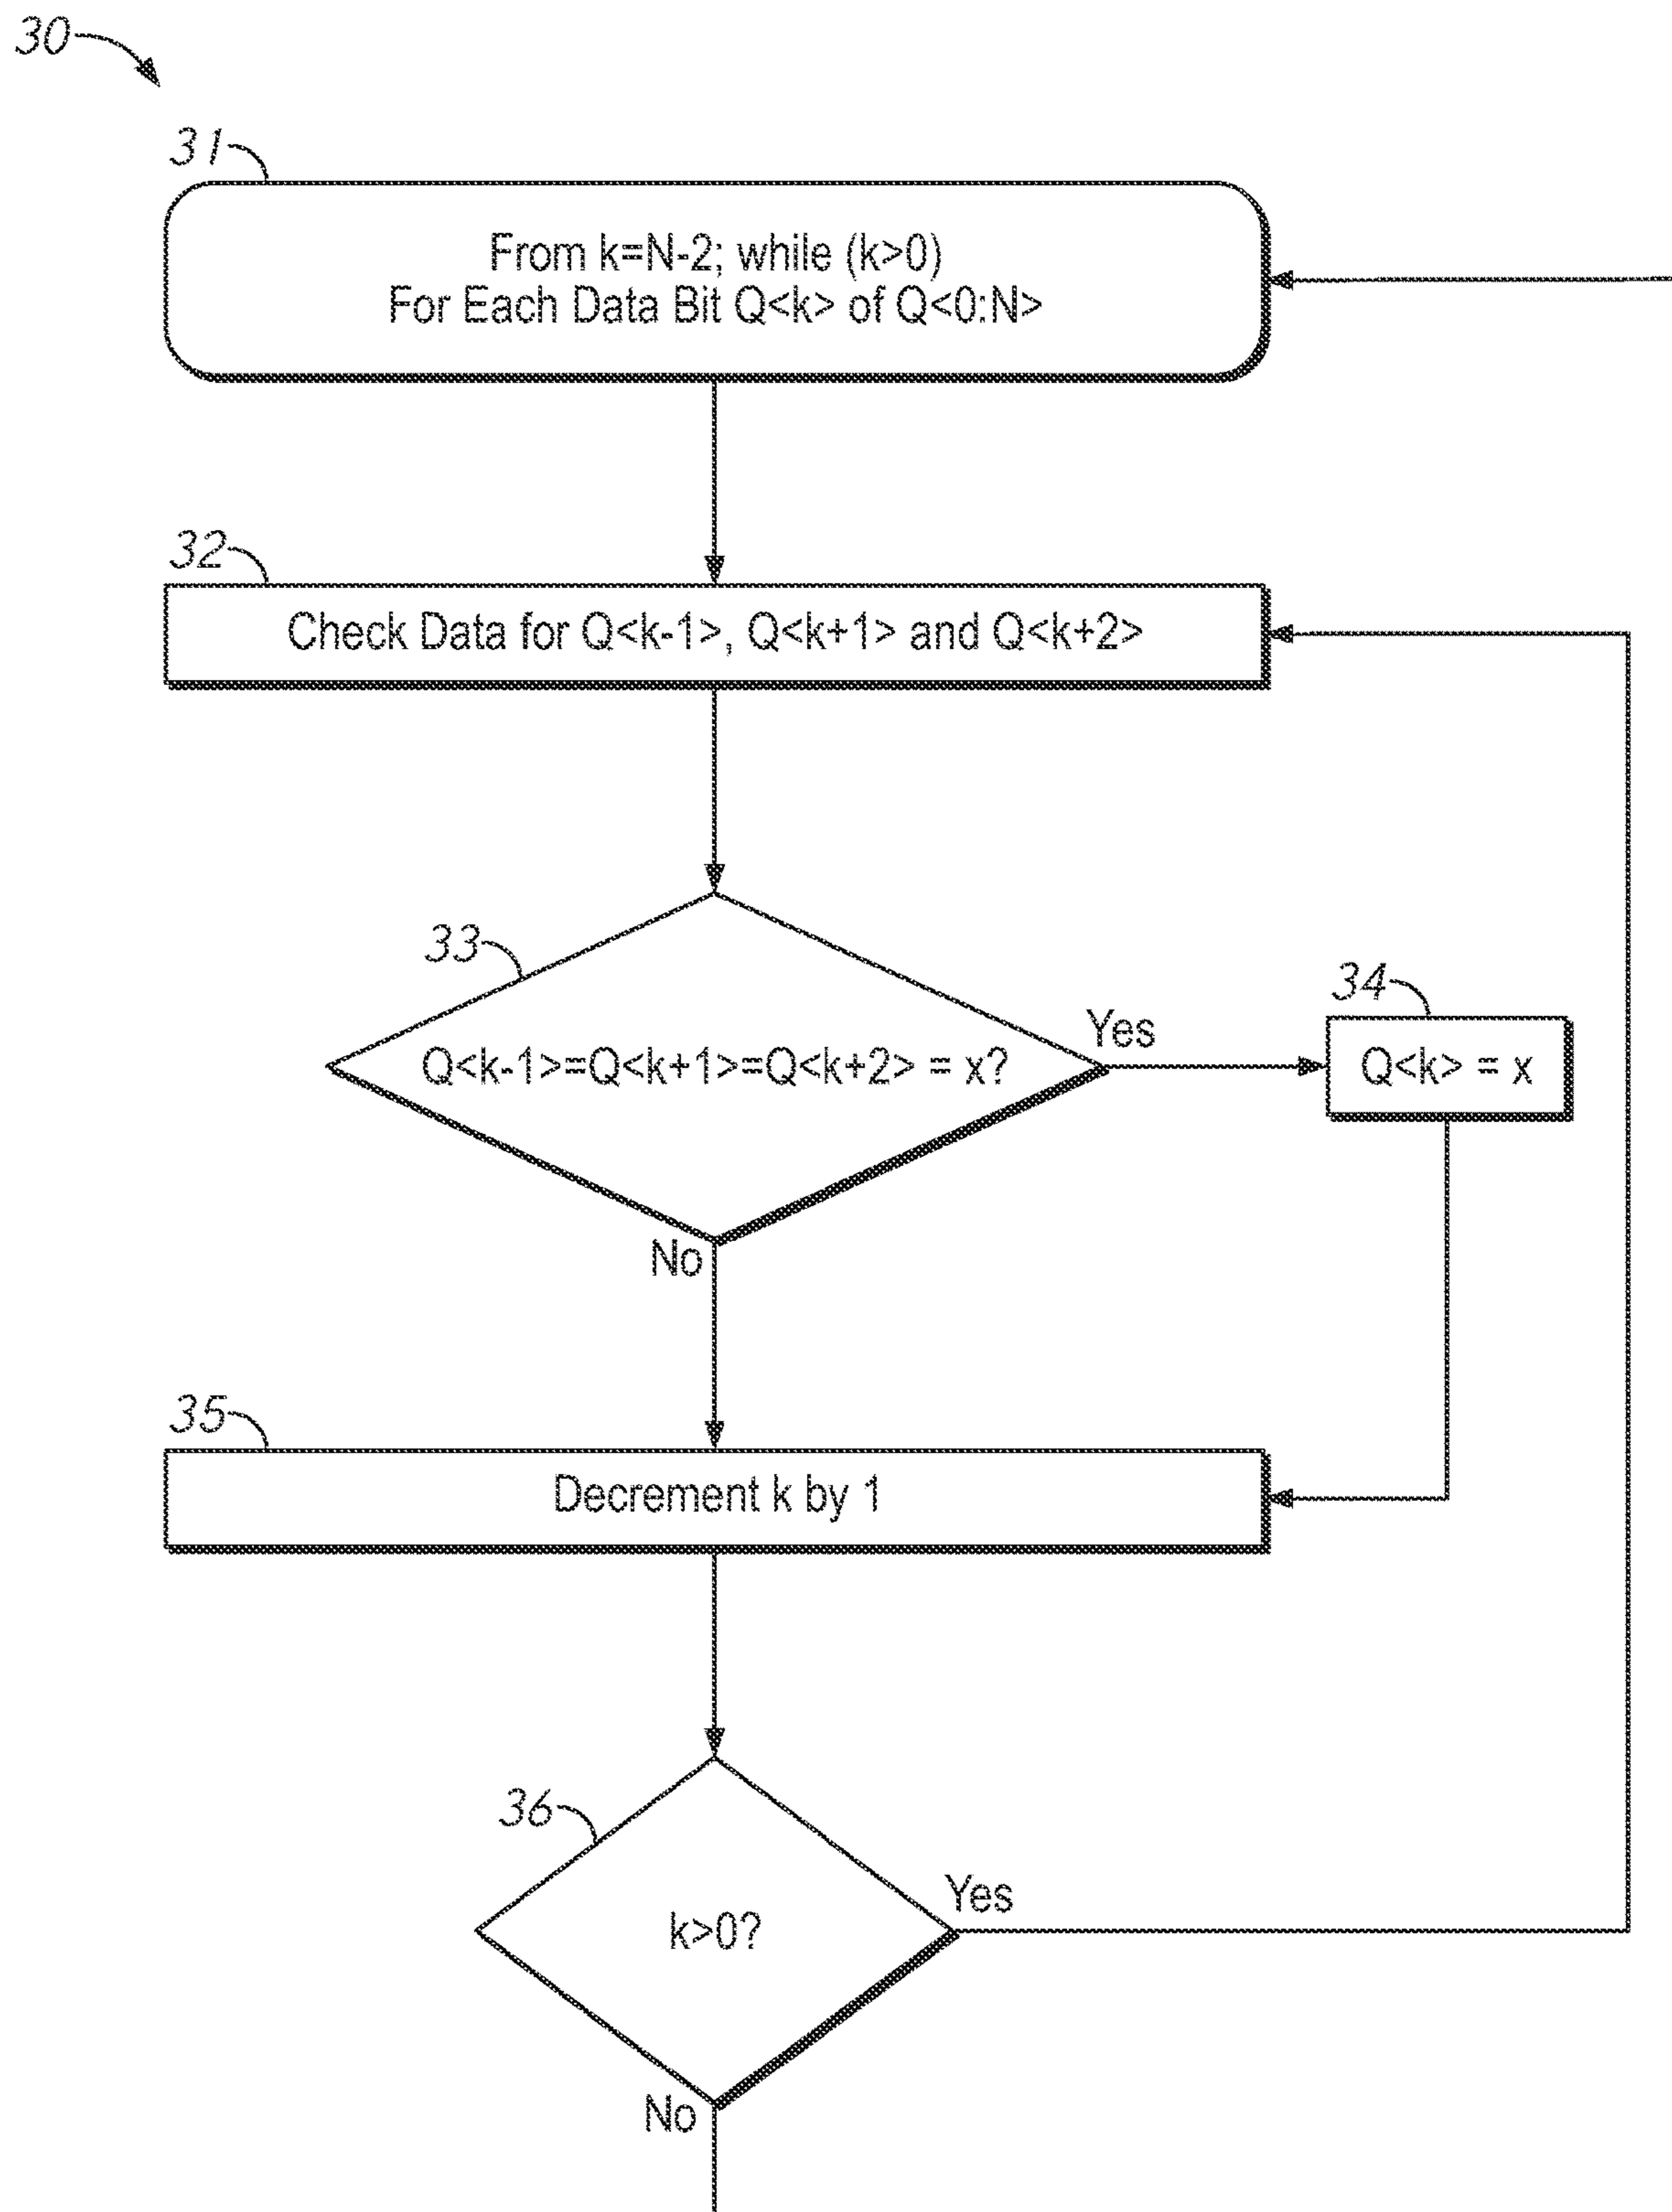 30
31
From k=N-2; while (k>0)
For Each Data Bit Q<k> of Q<0:N>
32
Check Data for Q<k-1>, Q<k+1> and Q<k+2>
33
Q<k-1>=Q<k+1>=Q<k+2> = x?
Yes
34
Q<k> = x
No
35
Decrement k by 1
36
k>0?
Yes
No